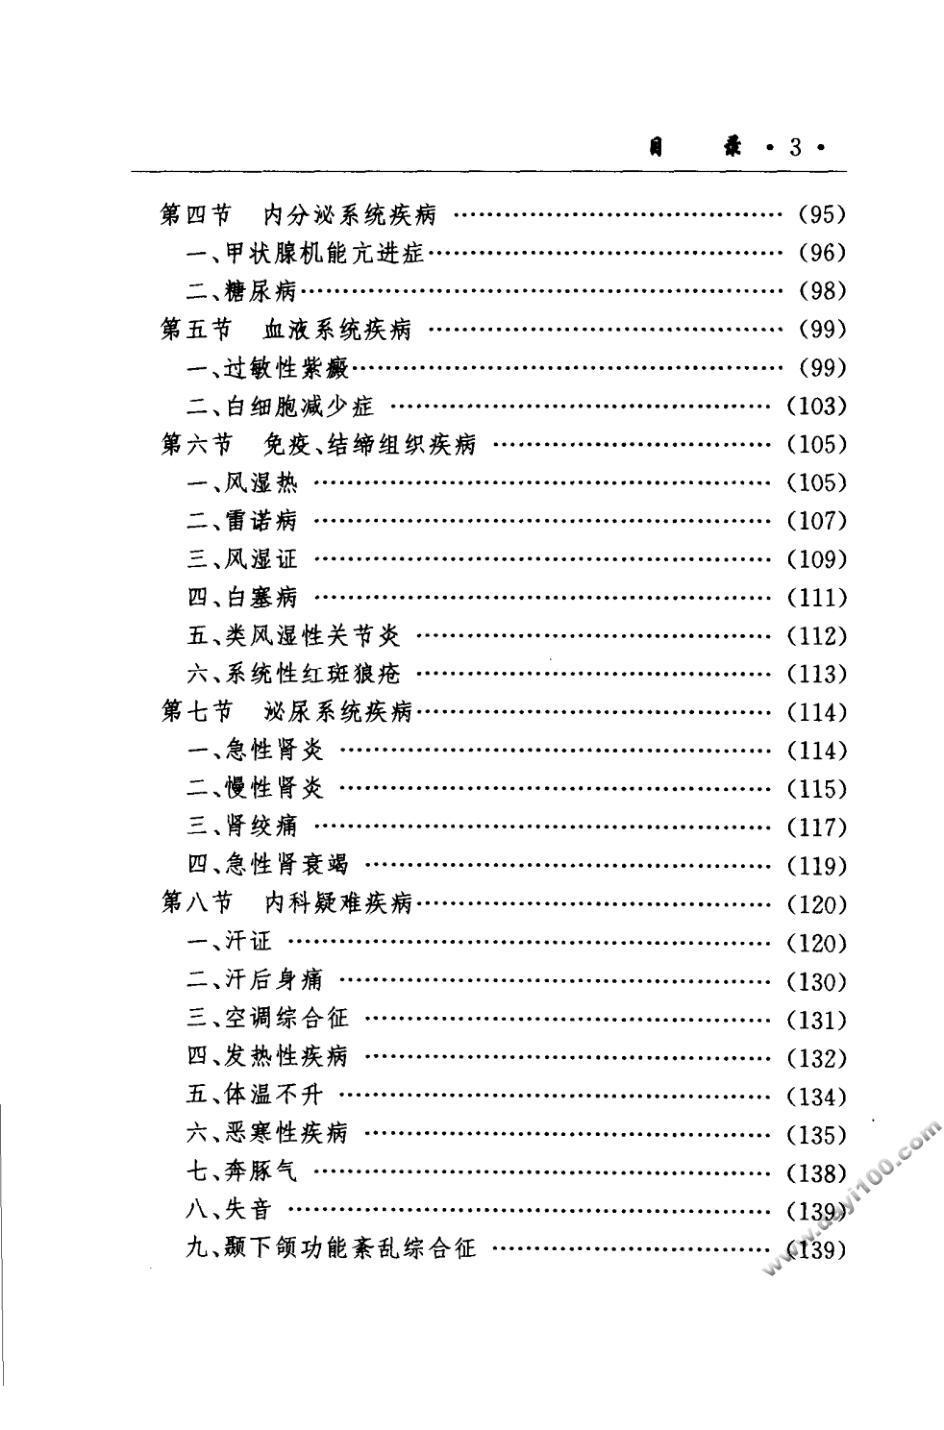 目 录 · 3 ·
第四节 内分泌系统疾病 …………………………………… (95)
一、甲状腺机能亢进症…………………………………… (96)
二、糖尿病………………………………………………… (98)
第五节 血液系统疾病 …………………………………… (99)
一、过敏性紫癜…………………………………………… (99)
二、白细胞减少症 ……………………………………… (103)
第六节 免疫、结缔组织疾病 …………………………… (105)
一、风湿热 ……………………………………………… (105)
二、雷诺病 ……………………………………………… (107)
三、风湿证 ……………………………………………… (109)
四、白塞病 ……………………………………………… (111)
五、类风湿性关节炎 …………………………………… (112)
六、系统性红斑狼疮 …………………………………… (113)
第七节 泌尿系统疾病…………………………………… (114)
一、急性肾炎 …………………………………………… (114)
二、慢性肾炎 …………………………………………… (115)
三、肾绞痛 ……………………………………………… (117)
四、急性肾衰竭 ………………………………………… (119)
第八节 内科疑难疾病…………………………………… (120)
一、汗证 ………………………………………………… (120)
二、汗后身痛 …………………………………………… (130)
三、空调综合征 ………………………………………… (131)
四、发热性疾病 ………………………………………… (132)
五、体温不升 …………………………………………… (134)
六、恶寒性疾病 ………………………………………… (135)
七、奔豚气 ……………………………………………… (138)
八、失音 ………………………………………………… (139)
九、颞下颌功能紊乱综合征 …………………………… (139)
www.dayi100.com